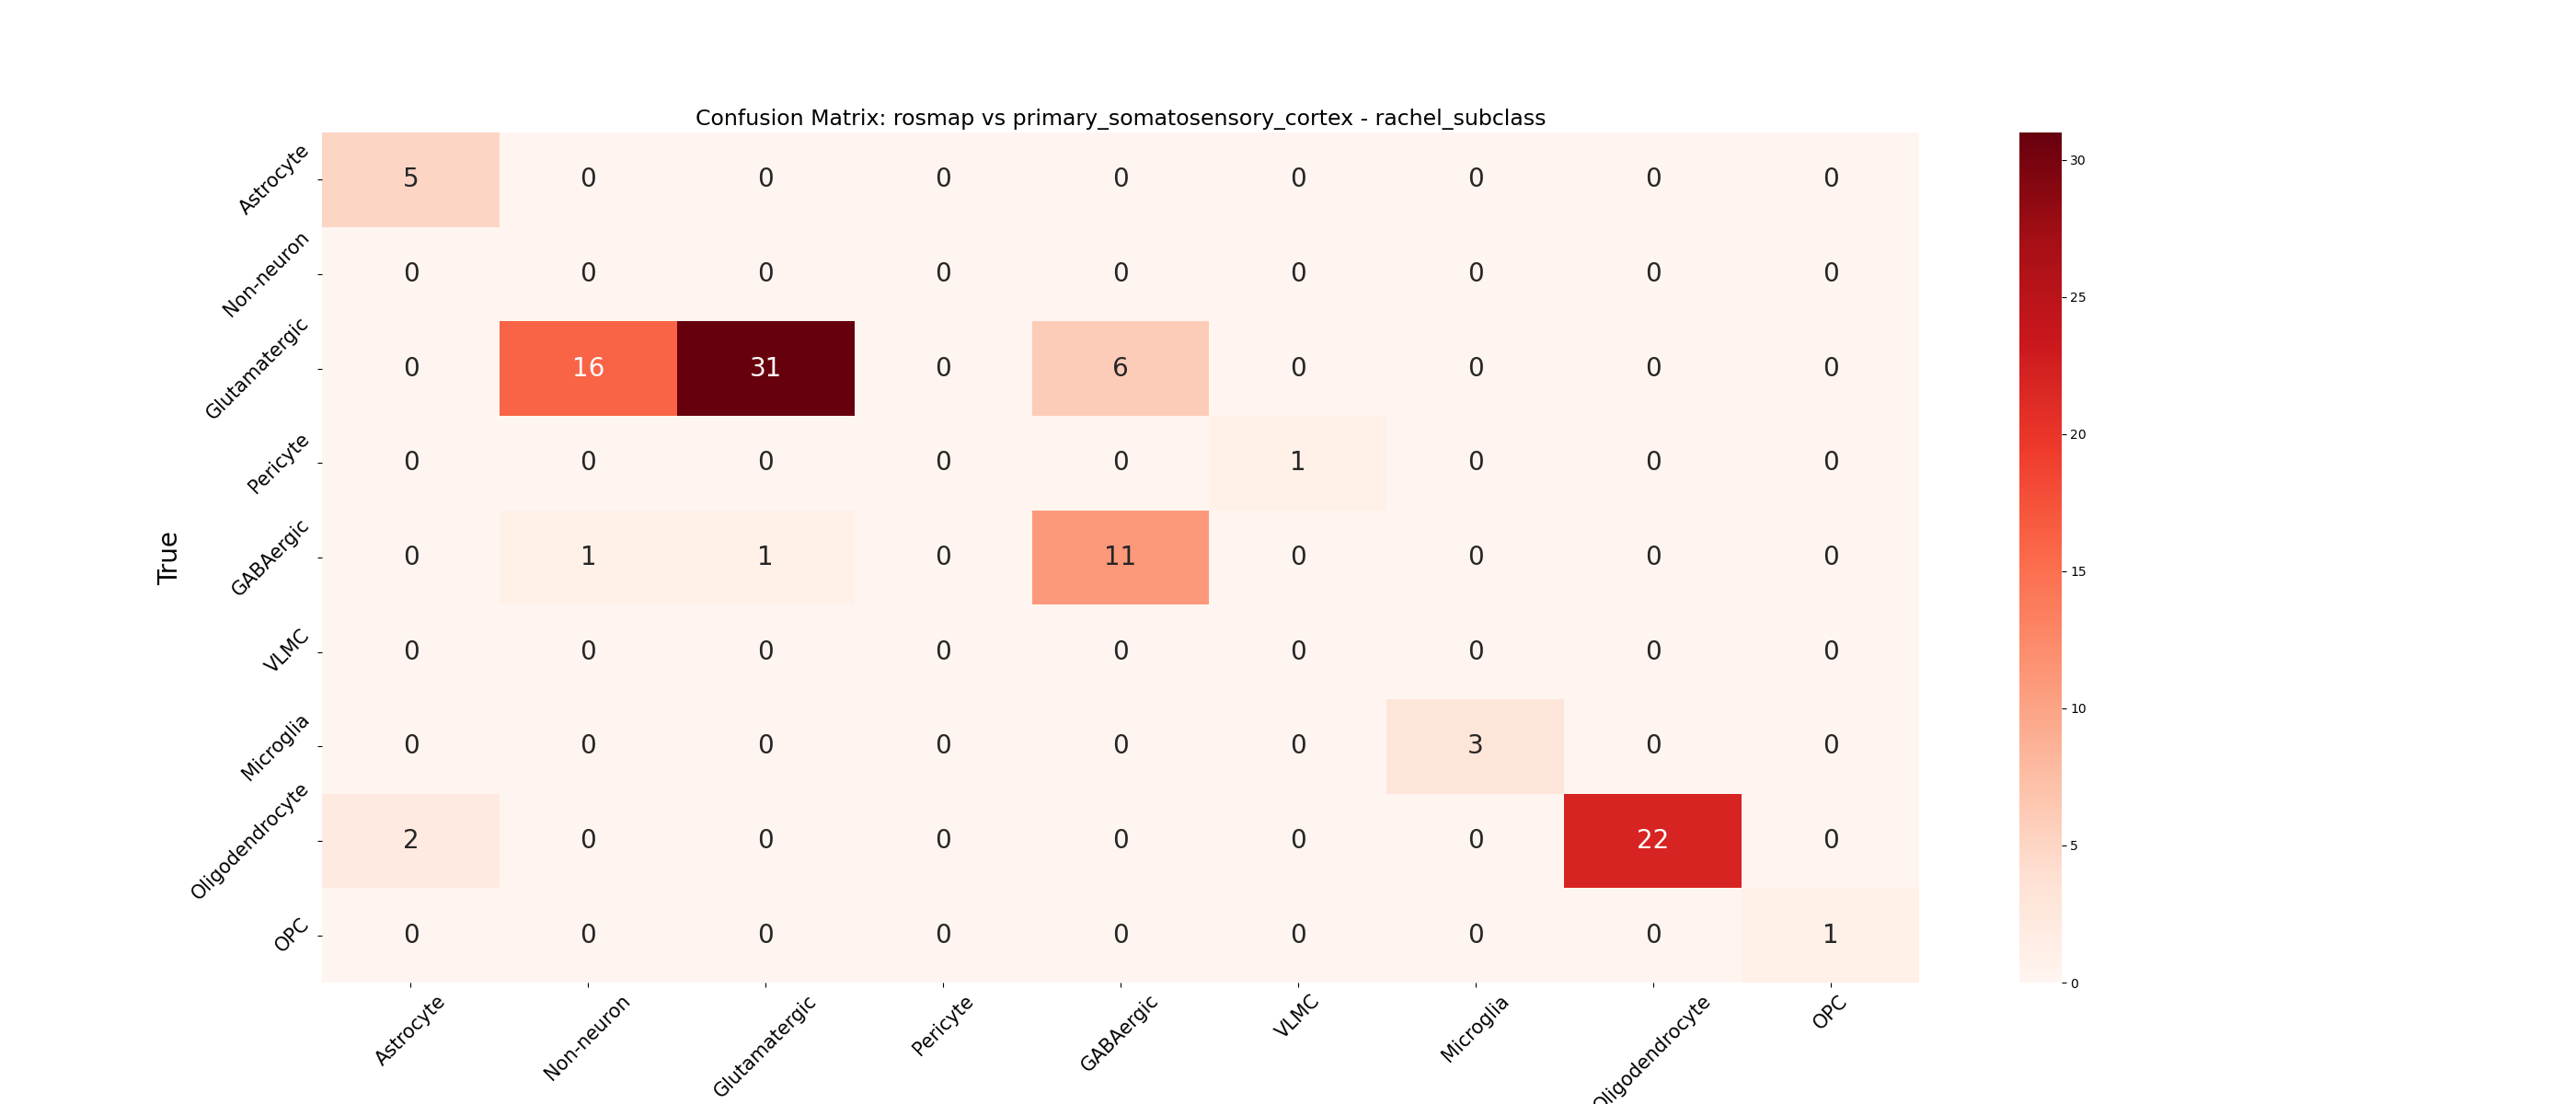 Confusion Matrix: rosmap vs primary_somatosensory_cortex - rachel_subclass
True
Astrocyte 5 0 0 0 0 0 0 0 0
Non-neuron 0 0 0 0 0 0 0 0 0
Glutamatergic 0 16 31 0 6 0 0 0 0
Pericyte 0 0 0 0 0 1 0 0 0
GABAergic 0 1 1 0 11 0 0 0 0
VLMC 0 0 0 0 0 0 0 0 0
Microglia 0 0 0 0 0 0 3 0 0
Oligodendrocyte 2 0 0 0 0 0 0 22 0
OPC 0 0 0 0 0 0 0 0 1
Astrocyte Non-neuron Glutamatergic Pericyte GABAergic VLMC Microglia Oligodendrocyte OPC
30
25
20
15
10
5
0